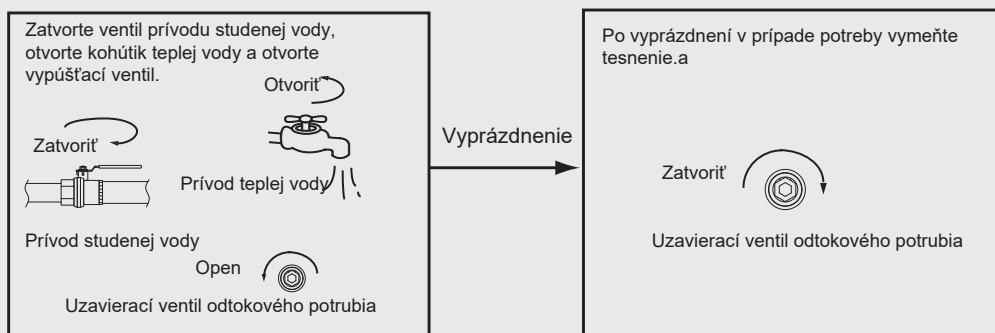 Zatvorte ventil prívodu studenej vody,
otvorte kohútik teplej vody a otvorte
vypúšťací ventil.
Otvoriť
Zatvoriť
Prívod teplej vody
Prívod studenej vody
Open
Uzavierací ventil odtokového potrubia
Vyprázdnenie
Po vyprázdnení v prípade potreby vymeňte
tesnenie.a
Zatvoriť
Uzavierací ventil odtokového potrubia